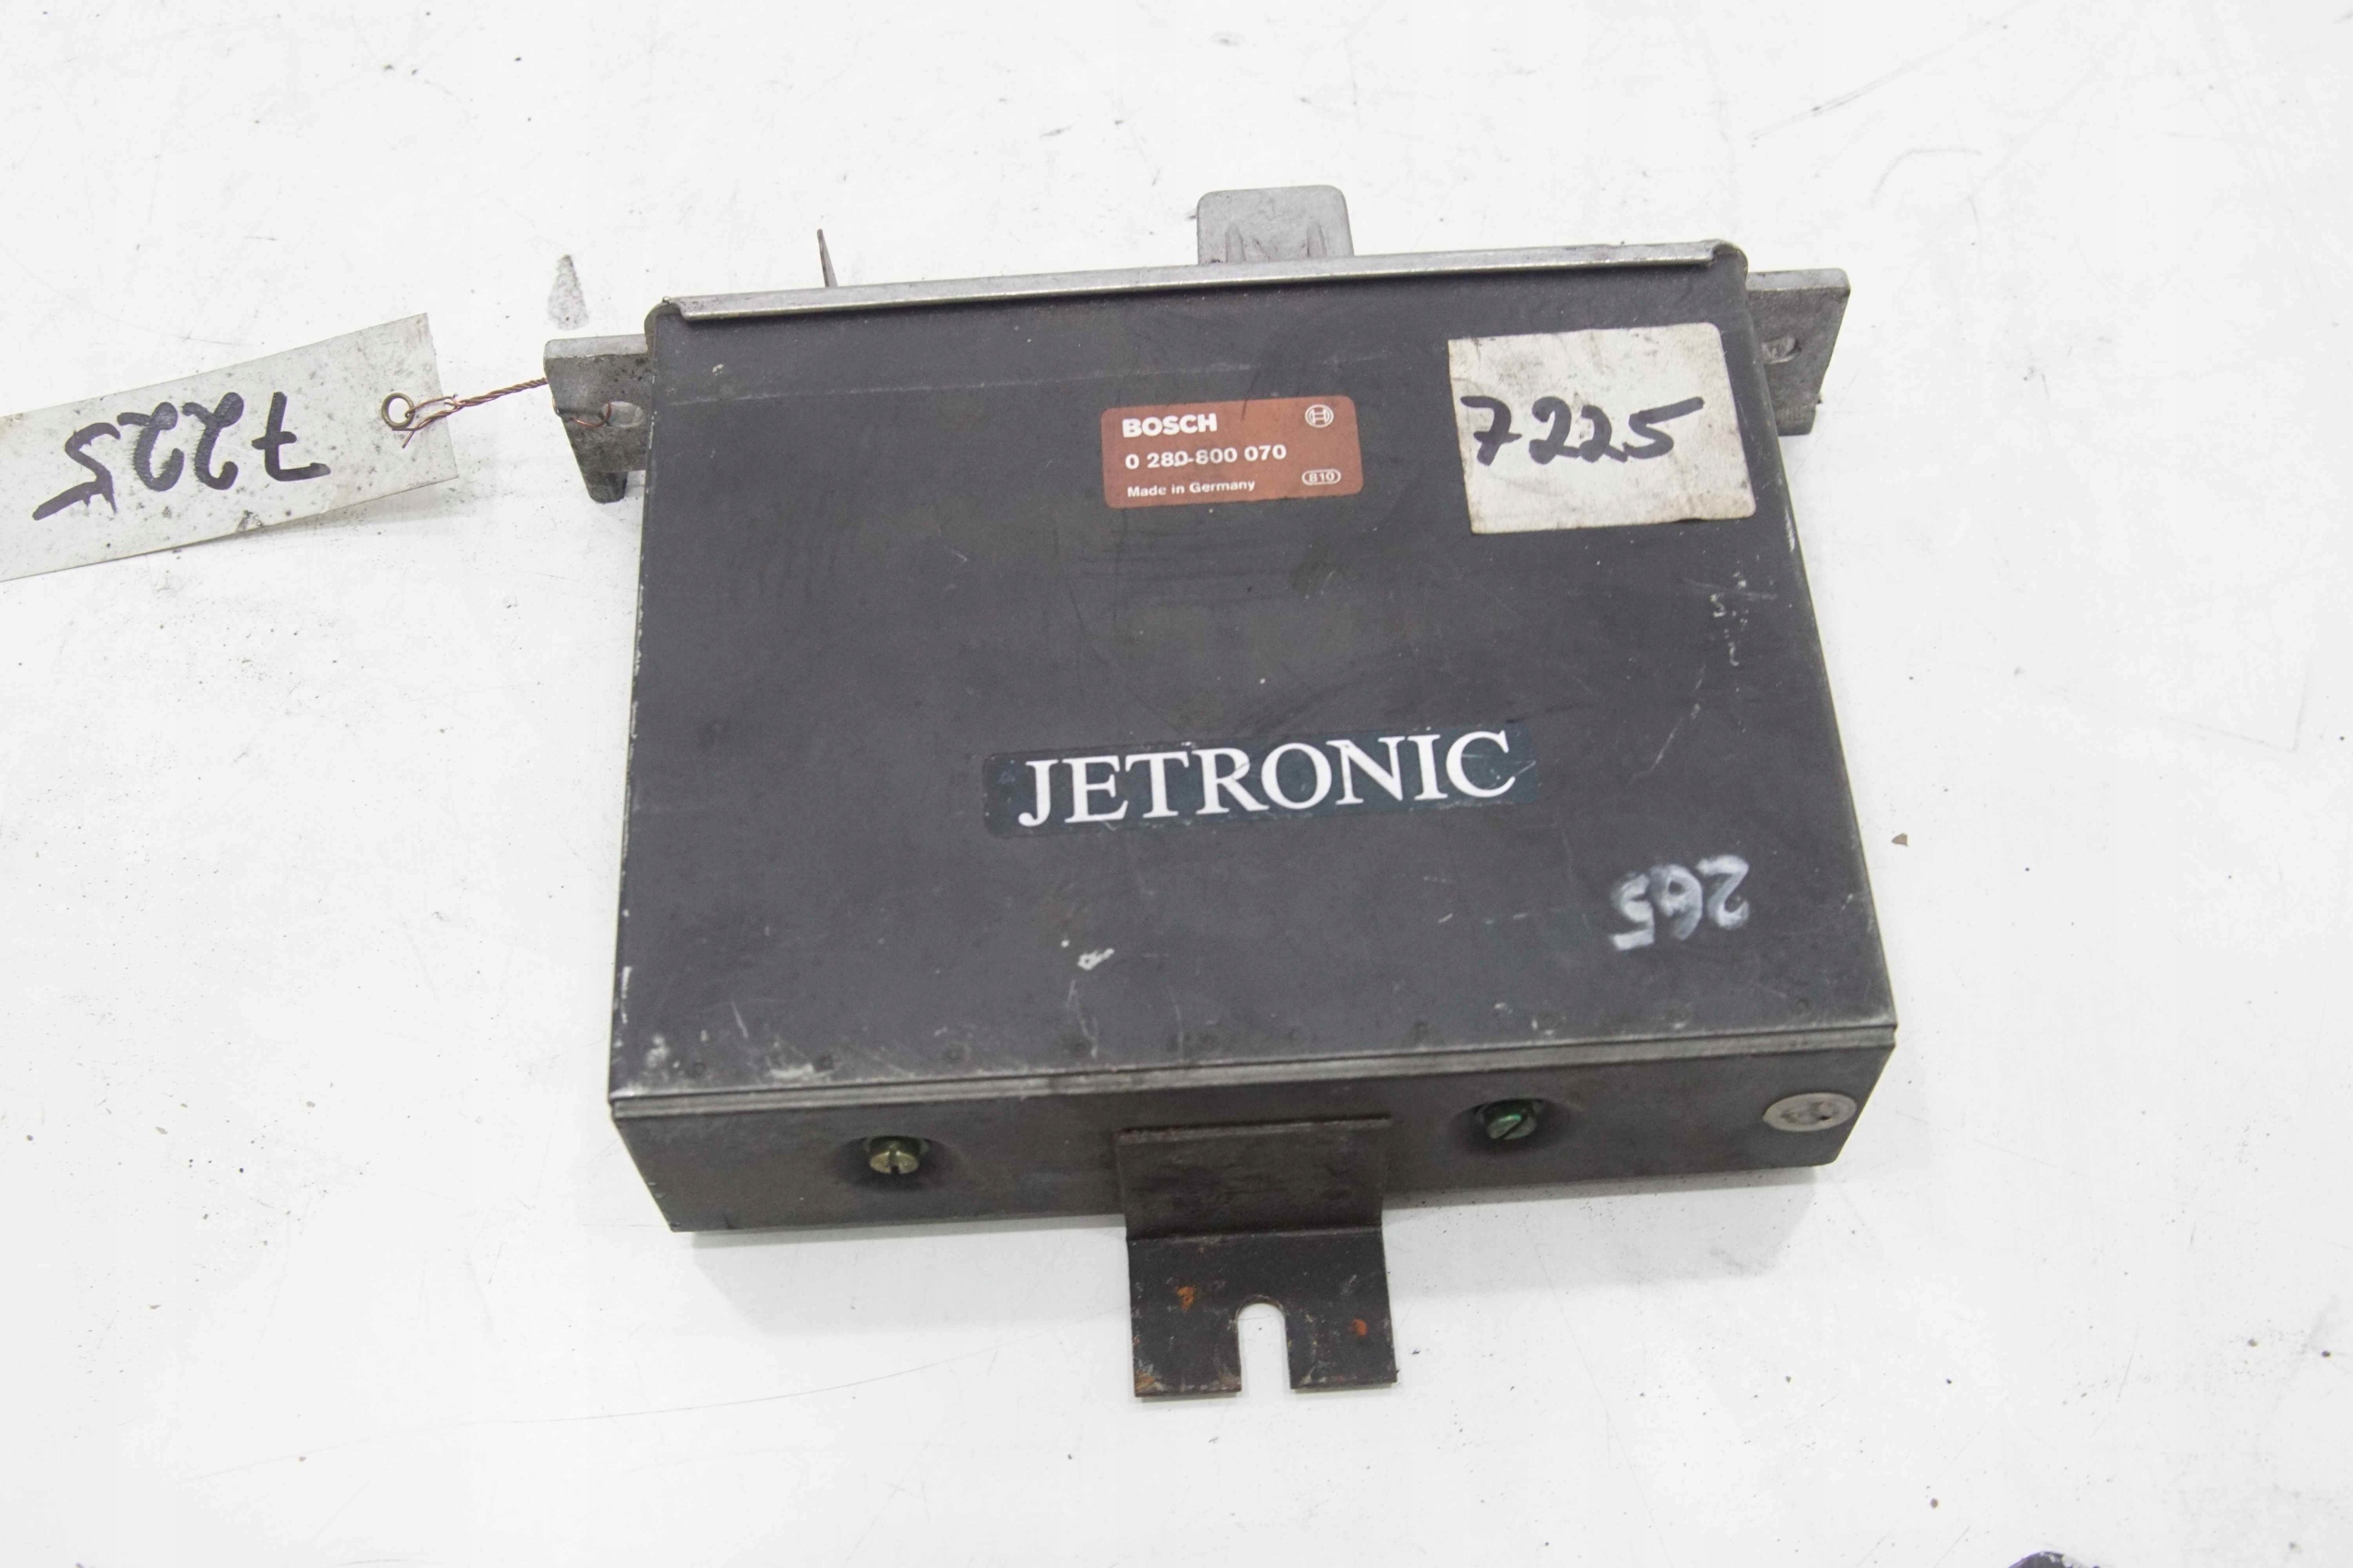 7225
BOSCH
0 280-800 070
Made in Germany 810
7225
JETRONIC
265